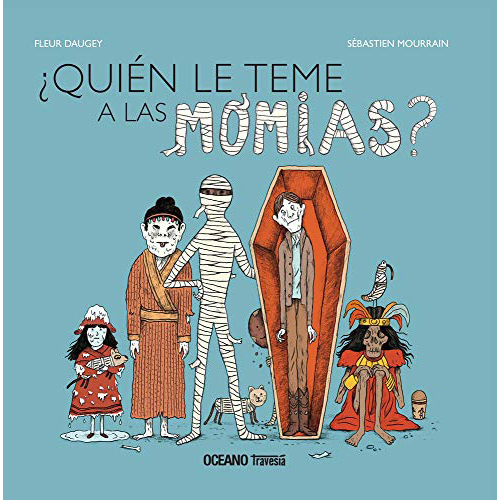 FLEUR DAUGEY
SÉBASTIEN MOURRAIN
¿QUIÉN LE TEME
A LAS MOMIAS?
OCEANO travesía